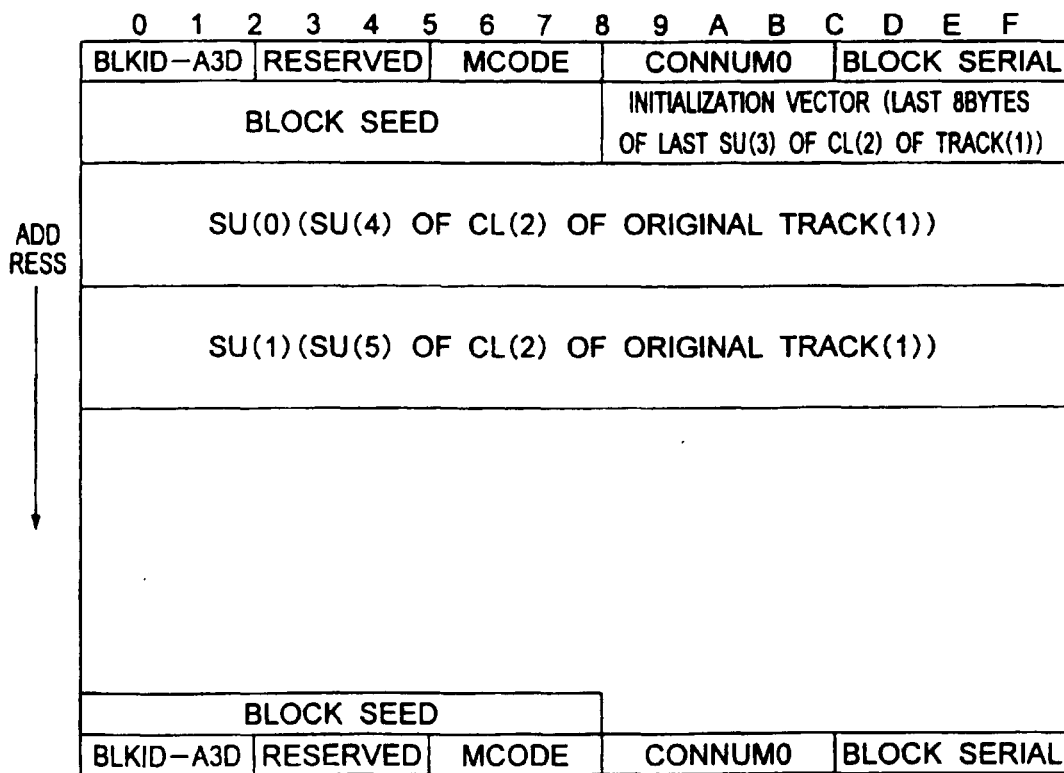 0 1 2 3 4 5 6 7 8 9 A B C D E F
BLKID-A3D RESERVED MCODE CONNUM0 BLOCK SERIAL
BLOCK SEED
INITIALIZATION VECTOR (LAST 8BYTES
OF LAST SU(3) OF CL(2) OF TRACK(1))
SU(0)(SU(4) OF CL(2) OF ORIGINAL TRACK(1))
ADD
RESS
SU(1)(SU(5) OF CL(2) OF ORIGINAL TRACK(1))
BLOCK SEED
BLKID-A3D RESERVED MCODE CONNUM0 BLOCK SERIAL